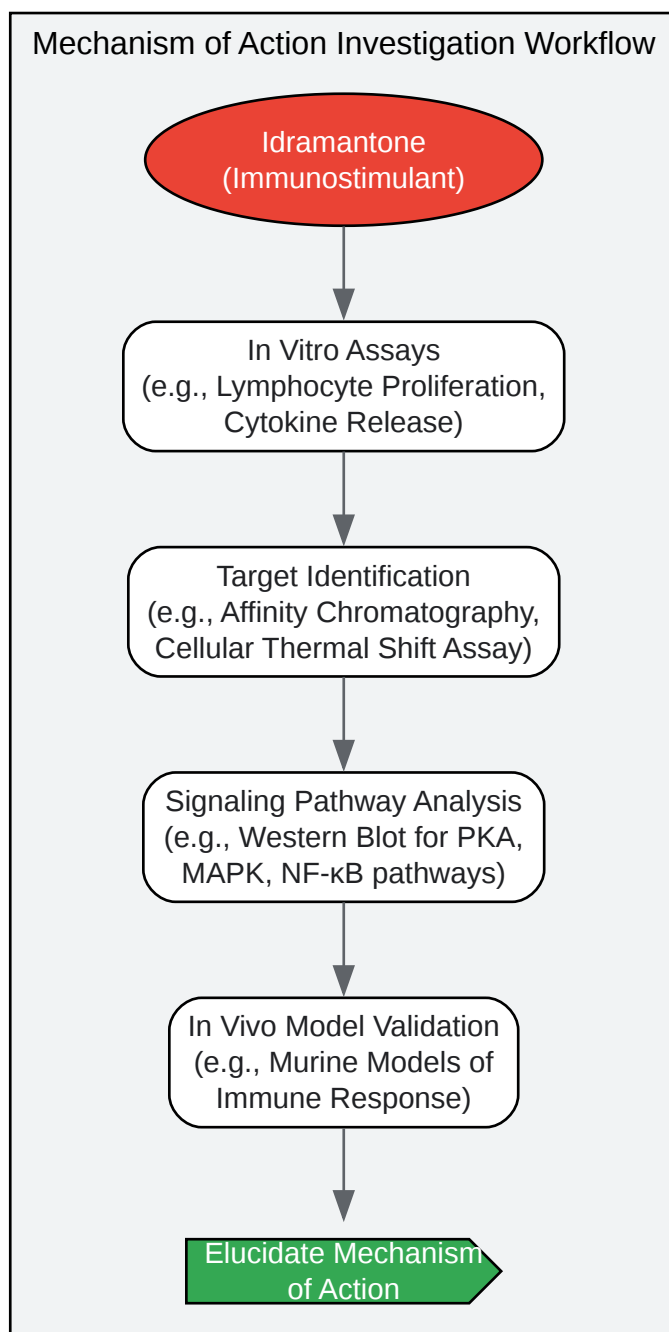 Mechanism of Action Investigation Workflow
Idramantone
(Immunostimulant)
In Vitro Assays
(e.g., Lymphocyte Proliferation,
Cytokine Release)
Target Identification
(e.g., Affinity Chromatography,
Cellular Thermal Shift Assay)
Signaling Pathway Analysis
(e.g., Western Blot for PKA,
MAPK, NF-κB pathways)
In Vivo Model Validation
(e.g., Murine Models of
Immune Response)
Elucidate Mechanism
of Action